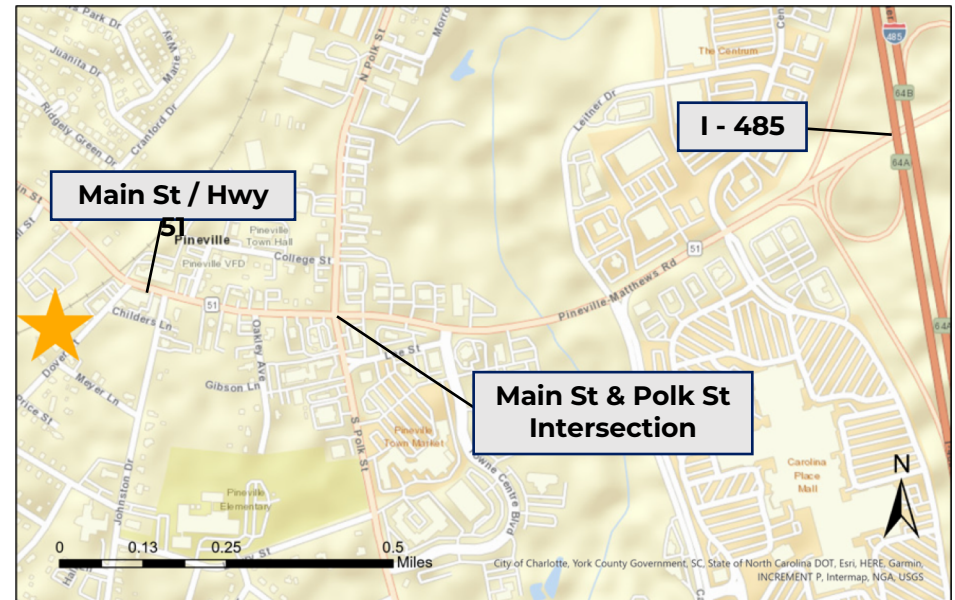 Park Dr
Juanita Dr
Marie
Way
N Polk St
Morro
The Centrum
Cen
485
64B
Leitner Dr
I - 485
Ridgely Green Dr
Cranford Dr
64A
Main St / Hwy
51
Pineville
Pineville
Town Hall
College St
Pineville VFD
51
Pineville-Matthews Rd
51
Childers Ln
Oakley Ave
Lee St
64A
Dover
Meyer Ln
Gibson Ln
Price St
Main St & Polk St
Intersection
S Polk St
Pineville
Town Market
Towne Centre Blvd
Carolina
Place
Mall
N
Johnston Dr
Pineville
Elementary
0 0.13 0.25 0.5
Miles
City of Charlotte, York County Government, SC, State of North Carolina DOT, Esri, HERE, Garmin,
INCREMENT P, Intermap, NGA, USGS